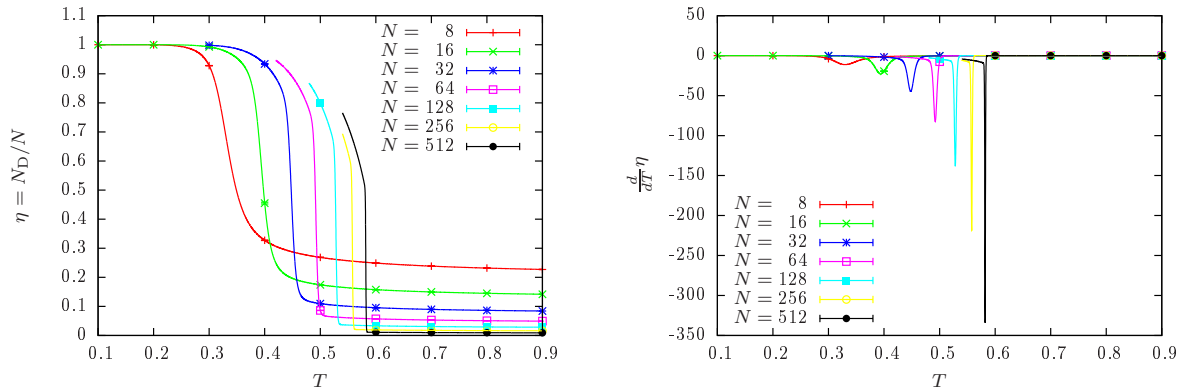 1.1
1
0.9
0.8
0.7
0.6
0.5
0.4
0.3
0.2
0.1
0
0.1 0.2 0.3 0.4 0.5 0.6 0.7 0.8 0.9
η = N_D/N
T
N = 8
N = 16
N = 32
N = 64
N = 128
N = 256
N = 512
50
0
-50
-100
-150
-200
-250
-300
-350
0.1 0.2 0.3 0.4 0.5 0.6 0.7 0.8 0.9
d/dT η
T
N = 8
N = 16
N = 32
N = 64
N = 128
N = 256
N = 512